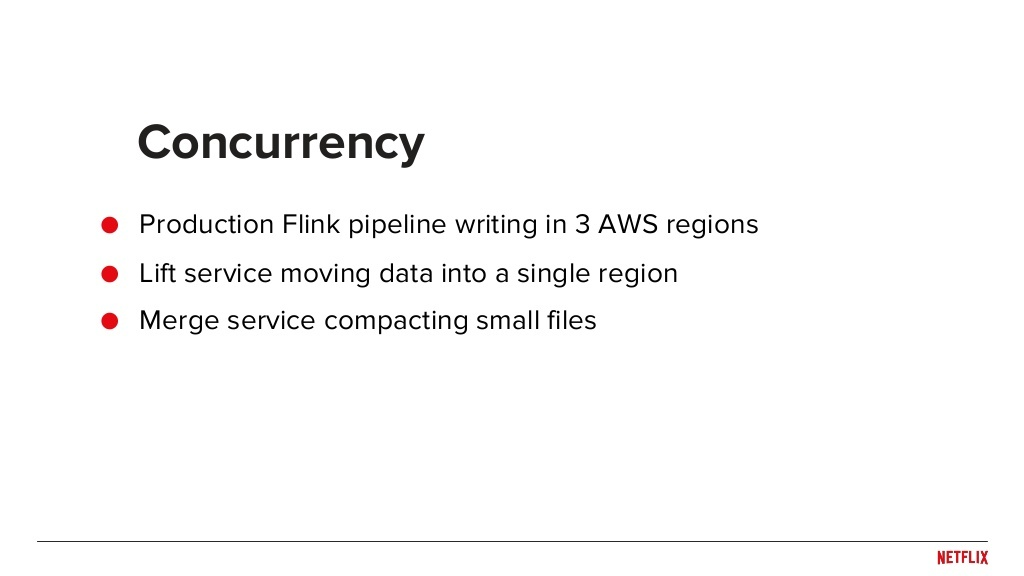 Concurrency
Production Flink pipeline writing in 3 AWS regions
Lift service moving data into a single region
Merge service compacting small files
NETFLIX